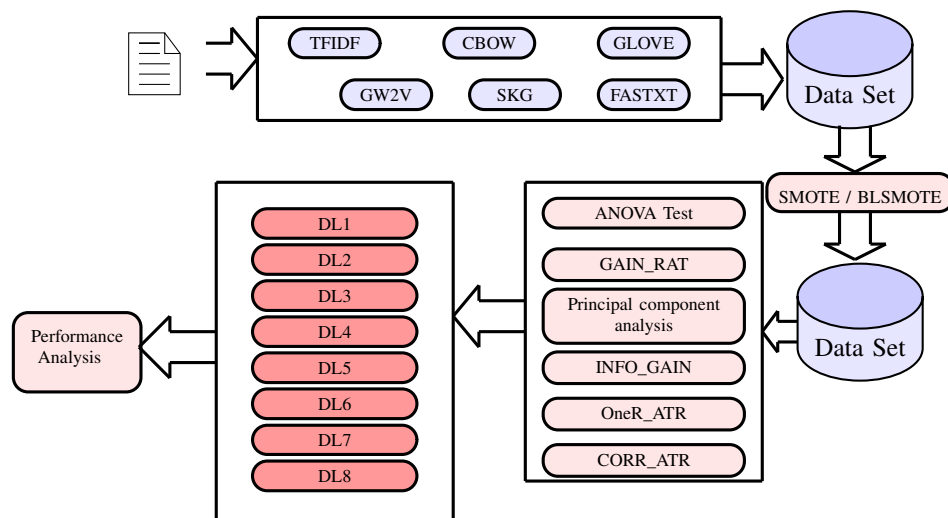 TFIDF
CBOW
GLOVE
GW2V
SKG
FASTXT
Data Set
SMOTE / BLSMOTE
Data Set
ANOVA Test
GAIN_RAT
Principal component
analysis
INFO_GAIN
OneR_ATR
CORR_ATR
DL1
DL2
DL3
DL4
DL5
DL6
DL7
DL8
Performance
Analysis